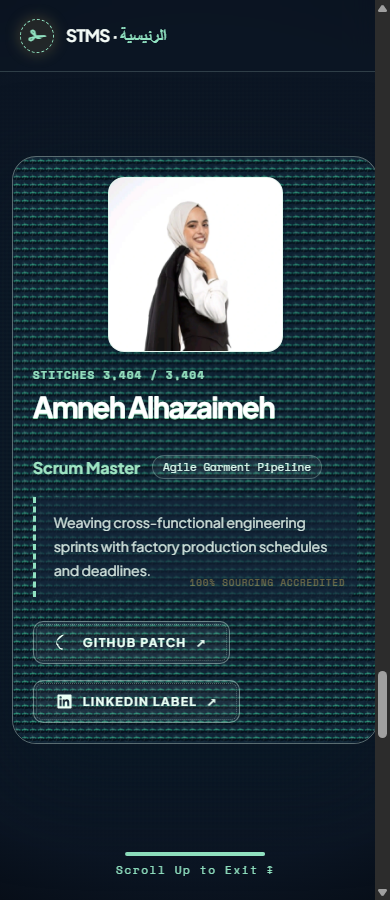 STMS · الرئيسية
STITCHES 3,404 / 3,404
Amneh Alhazaimeh
Scrum Master
Agile Garment Pipeline
Weaving cross-functional engineering
sprints with factory production schedules
and deadlines.
100% SOURCING ACCREDITED
GITHUB PATCH ↗
in LINKEDIN LABEL ↗
Scroll Up to Exit ↕